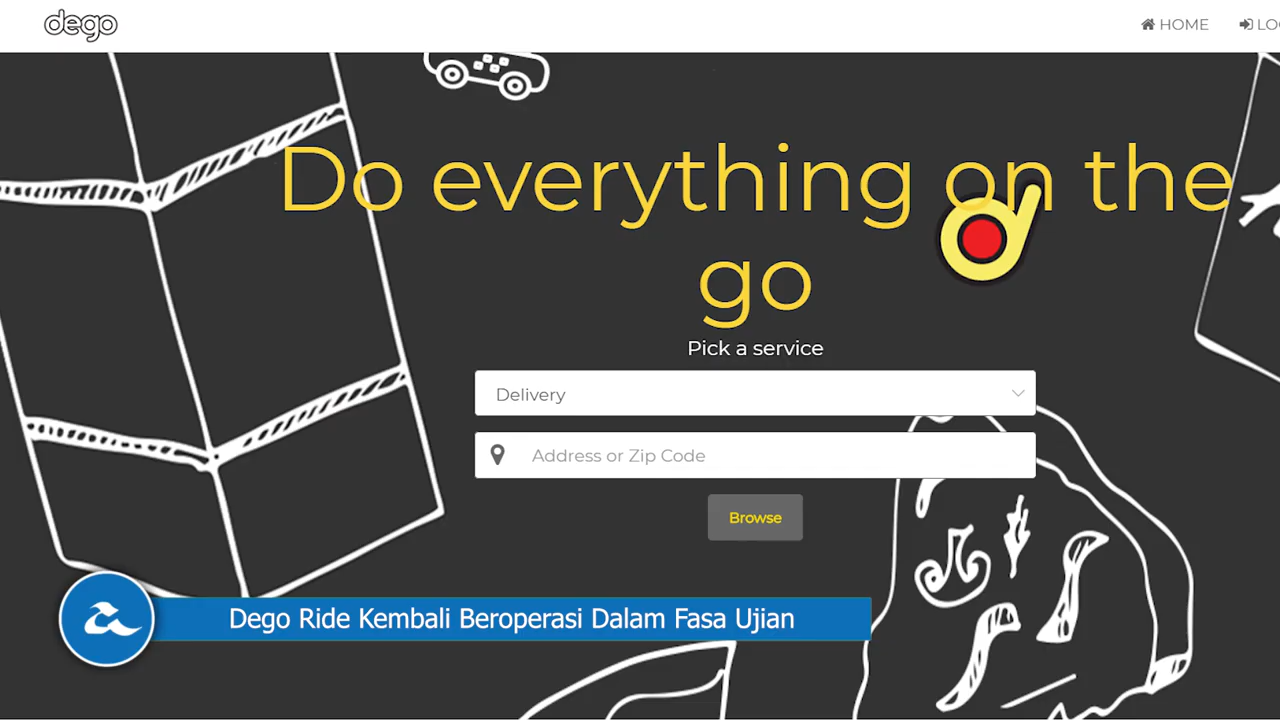 dego
HOME
Do everything on the
go
Pick a service
Delivery
Address or Zip Code
Browse
Dego Ride Kembali Beroperasi Dalam Fasa Ujian